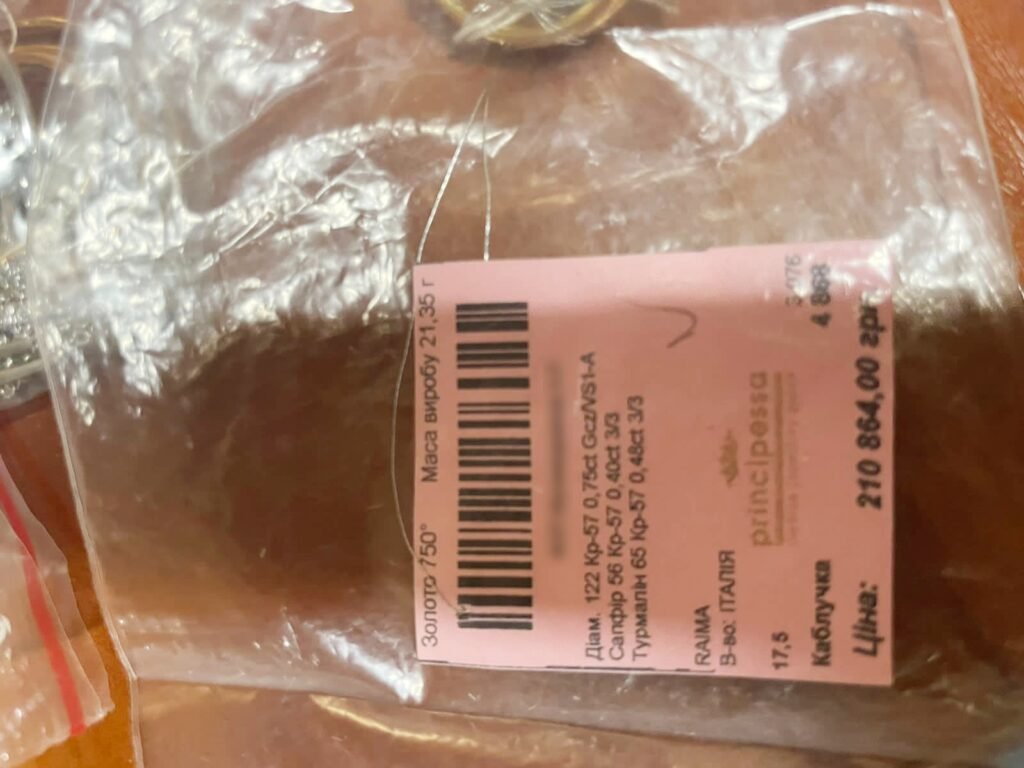 Золото 750° Маса виробу 21,35 г
Діам. 122 Кр-57 0,75ct Gcz/VS1-A
Сапфір 56 Кр-57 0,40ct 3/3
Турмалін 65 Кр-57 0,48ct 3/3
RAIMA
В-во: ІТАЛІЯ
principessa
17,5
Каблучка 4 868
Ціна: 210 864,00 грн